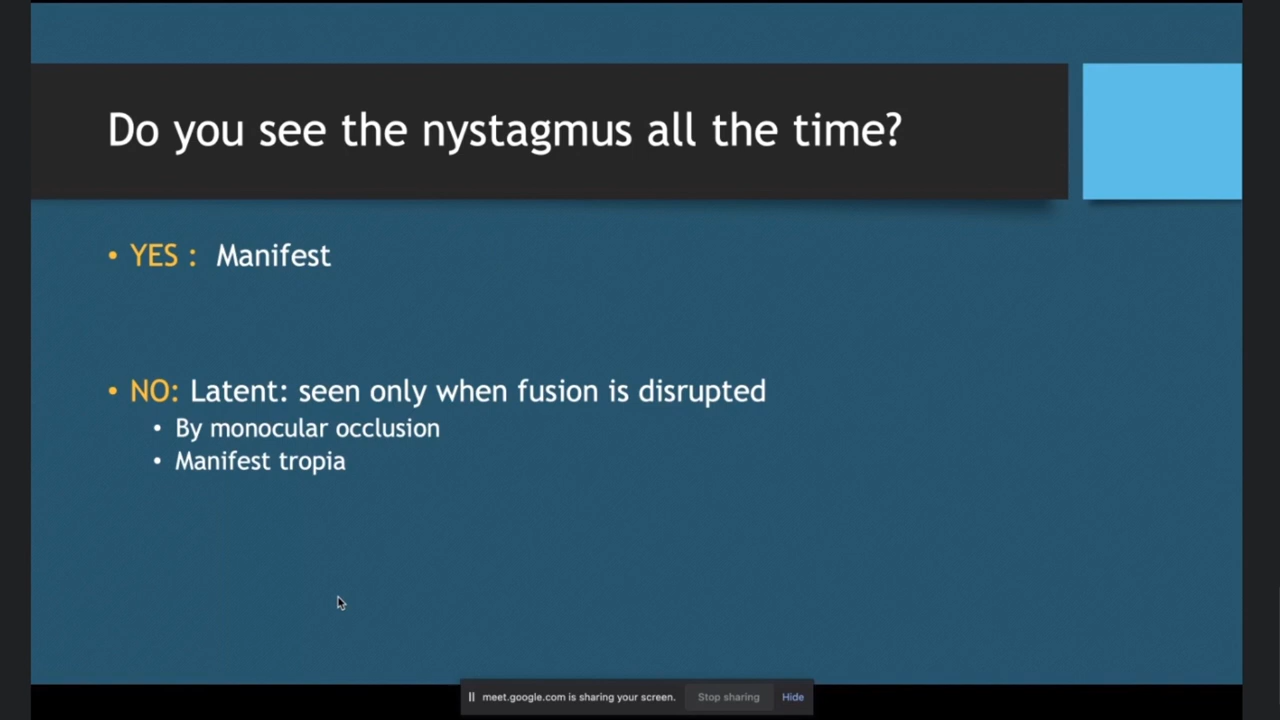 Do you see the nystagmus all the time?
• YES : Manifest
• NO: Latent: seen only when fusion is disrupted
• By monocular occlusion
• Manifest tropia
meet.google.com is sharing your screen. Stop sharing Hide